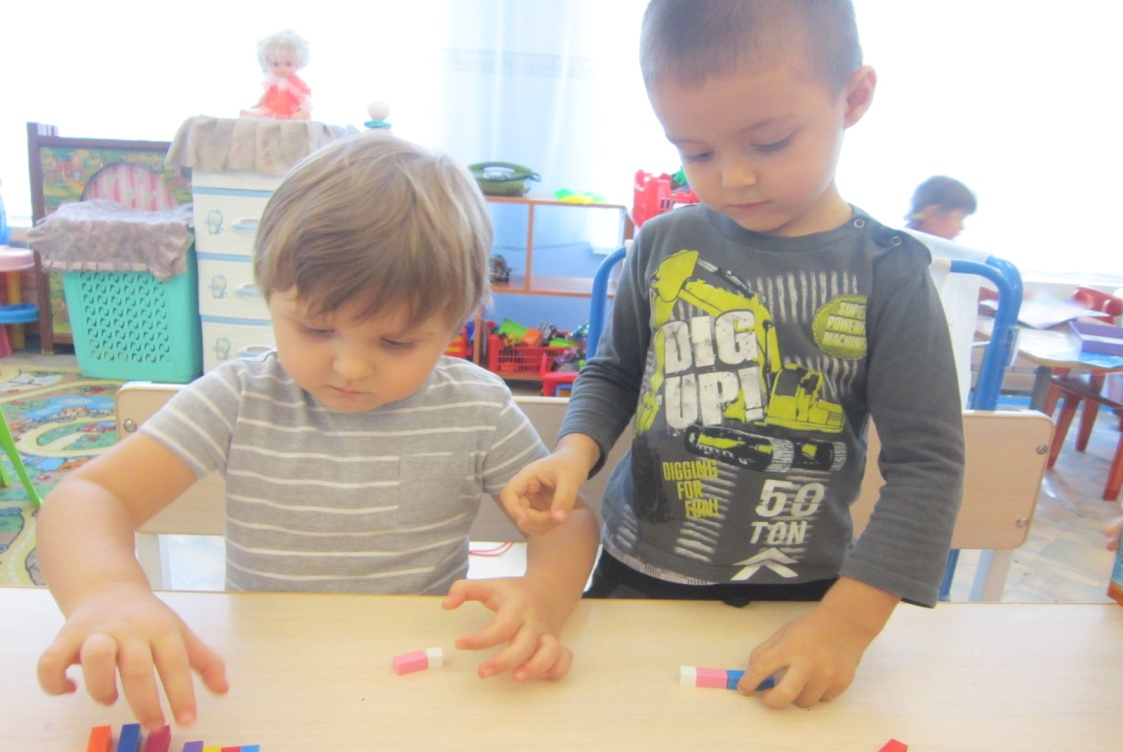 SUPER
POWERFUL
MACHINE
DIG
UP!
DIGGING
FOR
FUN!
50
TON